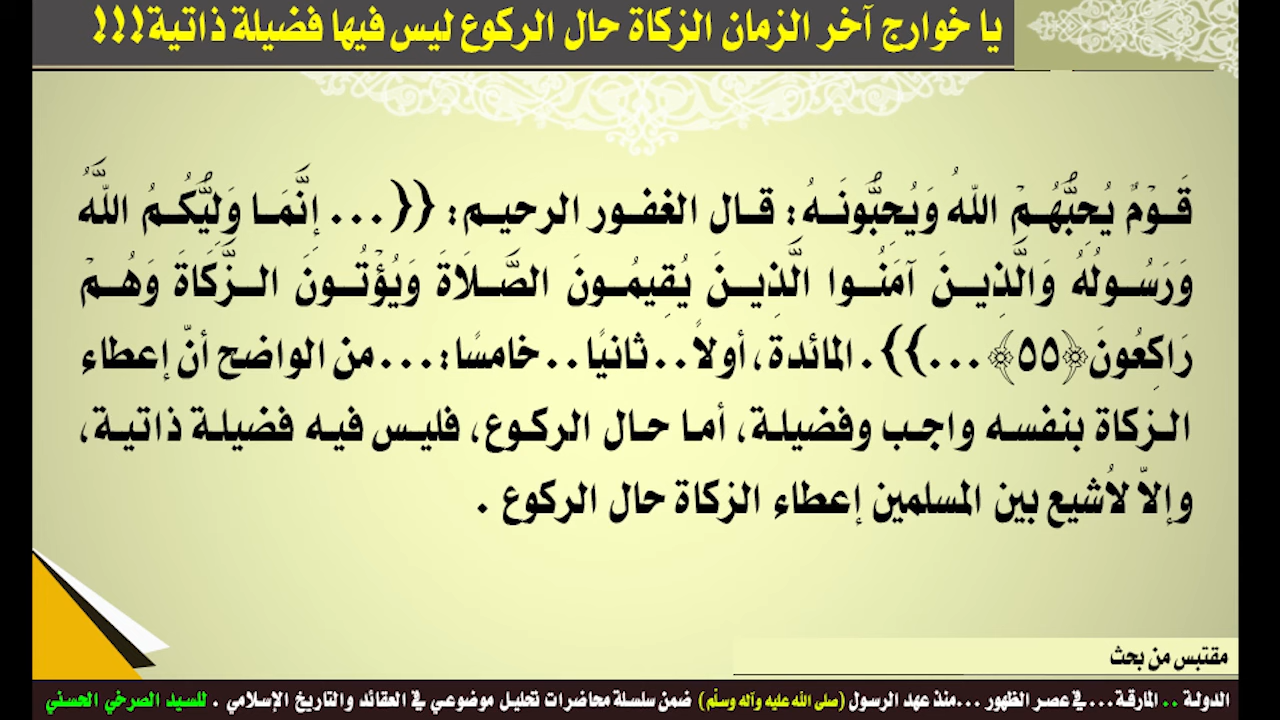 يا خوارج آخر الزمان الزكاة حال الركوع ليس فيها فضيلة ذاتية!!!
قَوْمٌ يُحِبُّهُمْ اللهُ وَيُحِبُّونَهُ: قال الغفور الرحيم: {{... إِنَّمَا وَلِيُّكُمُ اللَّهُ
وَرَسُولُهُ وَالَّذِينَ آمَنُوا الَّذِينَ يُقِيمُونَ الصَّلَاةَ وَيُؤْتُونَ الزَّكَاةَ وَهُمْ
رَاكِعُونَ﴿٥٥﴾ ...}}. المائدة، أولاً.. ثانيًا.. خامسًا:... من الواضح أنّ إعطاء
الزكاة بنفسه واجب وفضيلة، أما حال الركوع، فليس فيه فضيلة ذاتية،
وإلاّ لأُشيع بين المسلمين إعطاء الزكاة حال الركوع .
مقتبس من بحث
الدولة .. المارقة... في عصر الظهور ...منذ عهد الرسول (صلى الله عليه وآله وسلّم) ضمن سلسلة محاضرات تحليل موضوعي في العقائد والتاريخ الإسلامي . للسيد الصرخي الحسني